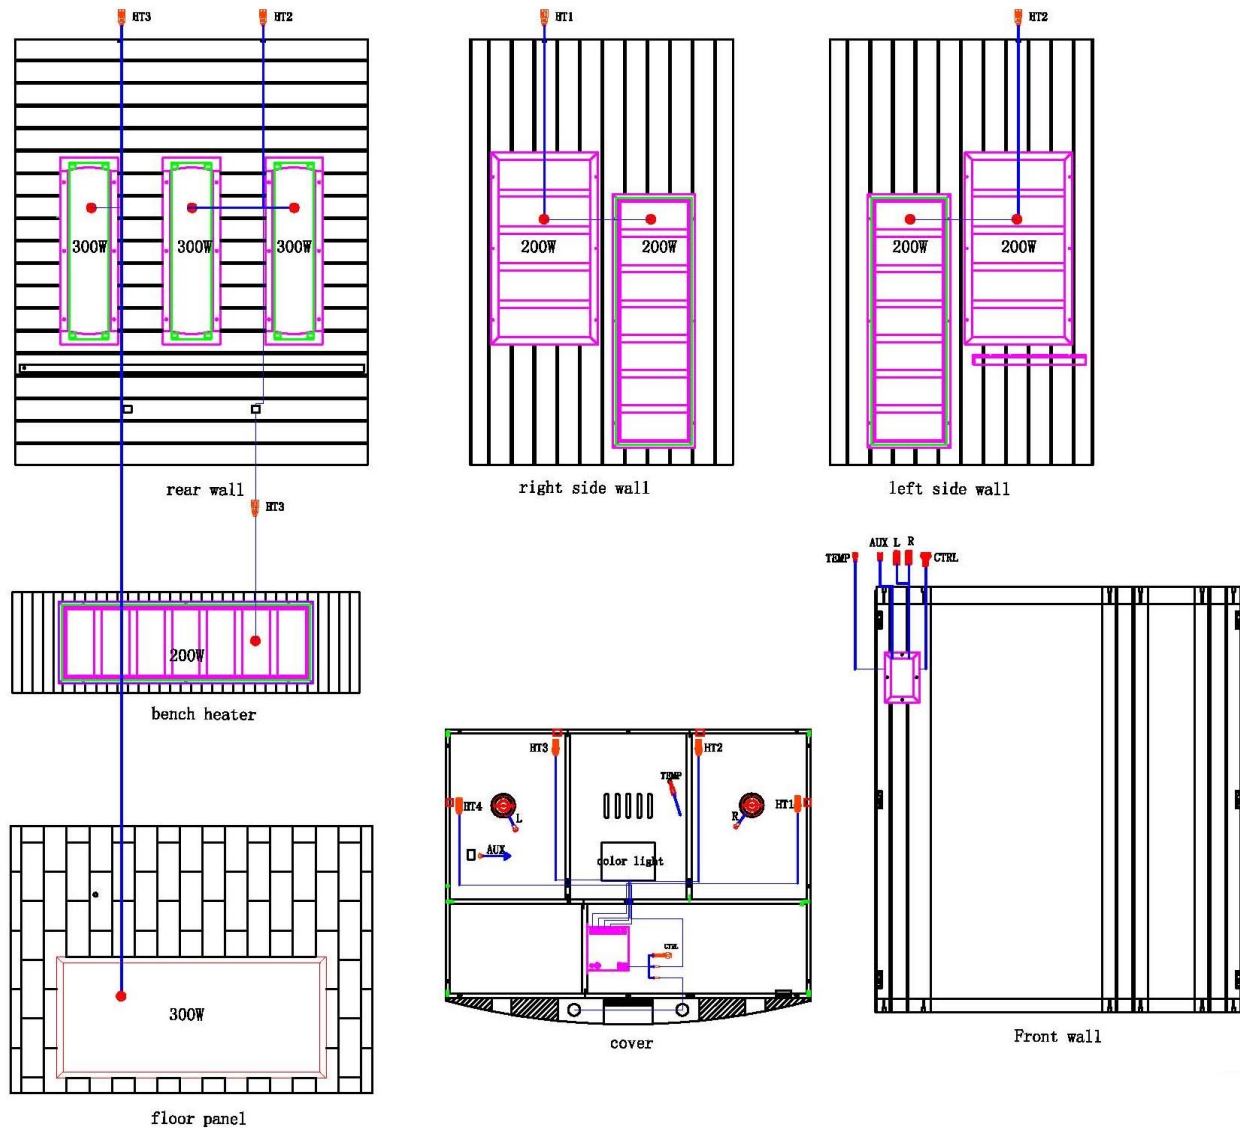 HT3
HT2
300W
300W
300W
rear wall
HT1
200W
200W
right side wall
HT2
200W
200W
left side wall
HT3
200W
bench heater
300W
floor panel
HT3
HT2
TEMP
HT4
HT1
L
R
AUX
color light
CTRL
cover
TEMP
AUX
L
R
CTRL
Front wall